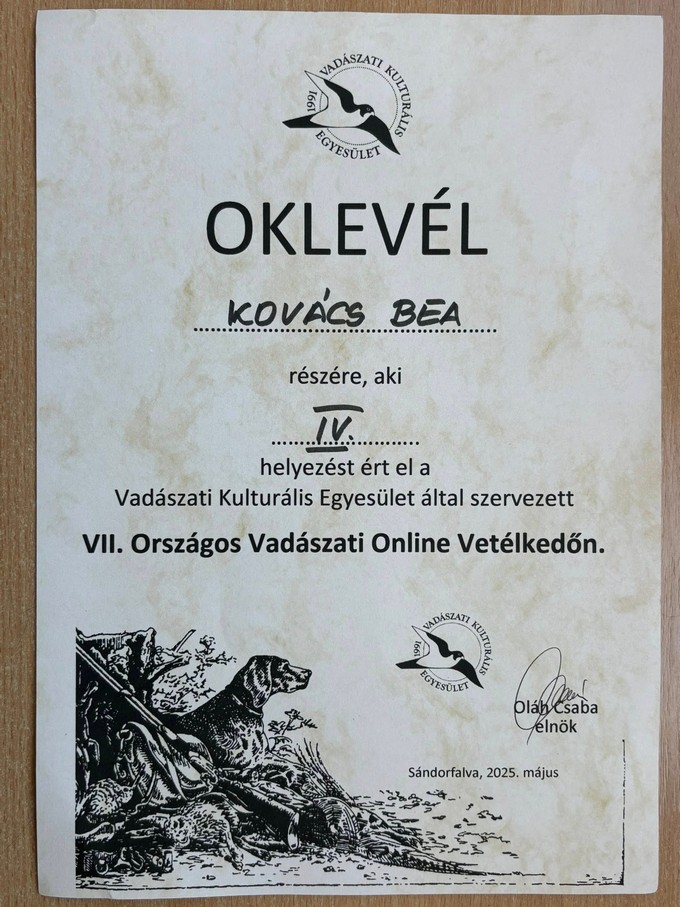 VADÁSZATI KULTURÁLIS
EGYESÜLET
1991
OKLEVÉL
KOVÁCS BEA
részére, aki
IV.
helyezést ért el a
Vadászati Kulturális Egyesület által szervezett
VII. Országos Vadászati Online Vetélkedőn.
VADÁSZATI KULTURÁLIS
EGYESÜLET
1991
Oláh Csaba
elnök
Sándorfalva, 2025. május